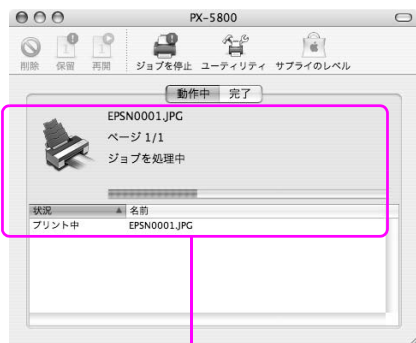 PX-5800
削除 保留 再開 ジョブを停止 ユーティリティ サプライのレベル
動作中 完了
EPSN0001.JPG
ページ 1/1
ジョブを処理中
状況 名前
プリント中 EPSN0001.JPG